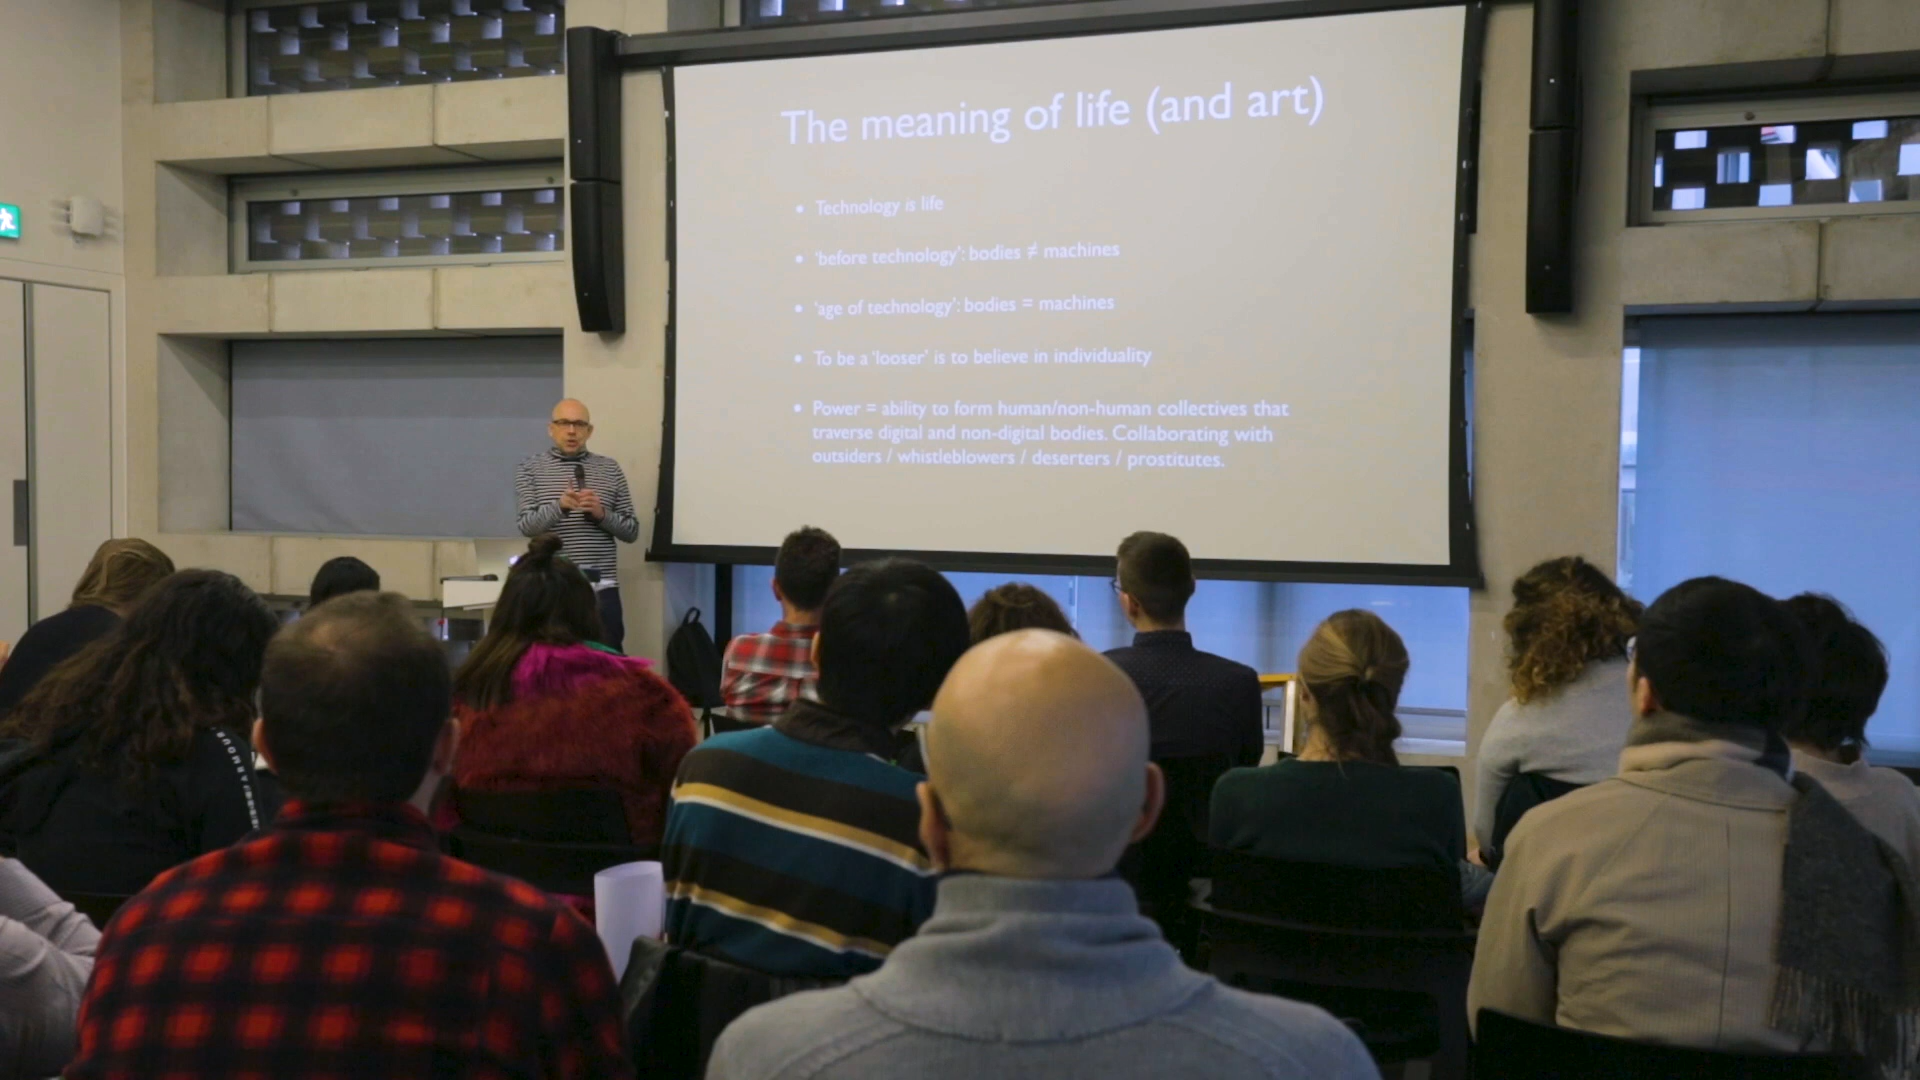 The meaning of life (and art)
• Technology is life
• 'before technology': bodies ≠ machines
• 'age of technology': bodies = machines
• To be a 'looser' is to believe in individuality
• Power = ability to form human/non-human collectives that
traverse digital and non-digital bodies. Collaborating with
outsiders / whistleblowers / deserters / prostitutes.